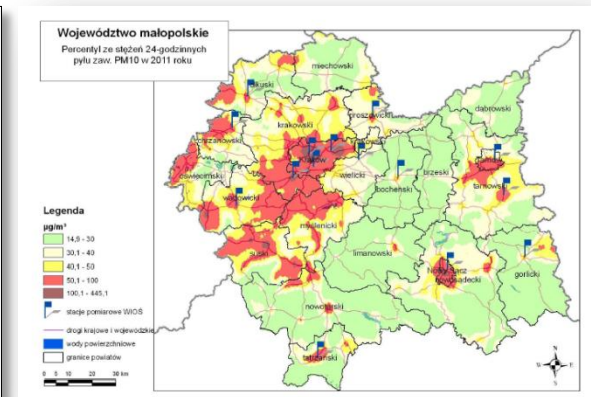 Województwo małopolskie
Percentyl ze stężeń 24-godzinnych
pyłu zaw. PM10 w 2011 roku
miechowski
olkuski
dąbrowski
proszowicki
krakowski
chrzanowski
Kraków
tarnowski
oświęcimski
wielicki
bocheński
brzeski
wadowicki
myślenicki
suski
limanowski
Nowy Sącz
nowosądecki
gorlicki
nowotarski
tatrzański
Legenda
µg/m³
14,9 - 30
30,1 - 40
40,1 - 50
50,1 - 100
100,1 - 445,1
stacje pomiarowe WIOŚ
drogi krajowe i wojewódzkie
wody powierzchniowe
granice powiatów
0 5 10 20 30 km
N
W E
S